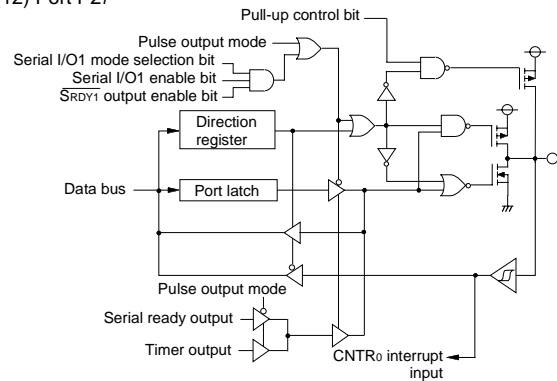 (12) Port P27
Pull-up control bit
Pulse output mode
Serial I/O1 mode selection bit
Serial I/O1 enable bit
SRDY1 output enable bit
Direction
register
Data bus
Port latch
Pulse output mode
Serial ready output
Timer output
CNTR0 interrupt
input